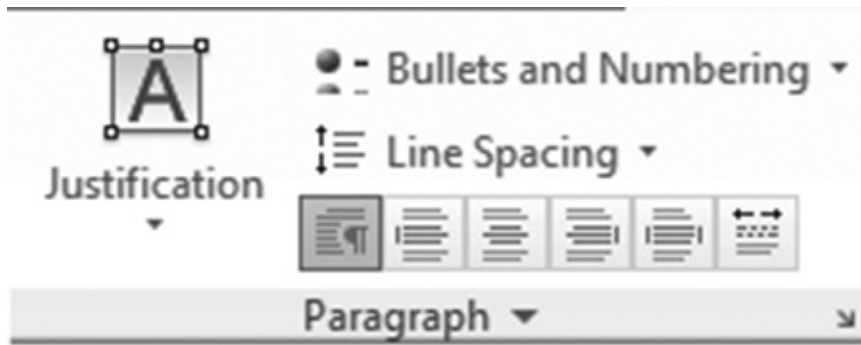 A
Bullets and Numbering
Line Spacing
Justification
Paragraph